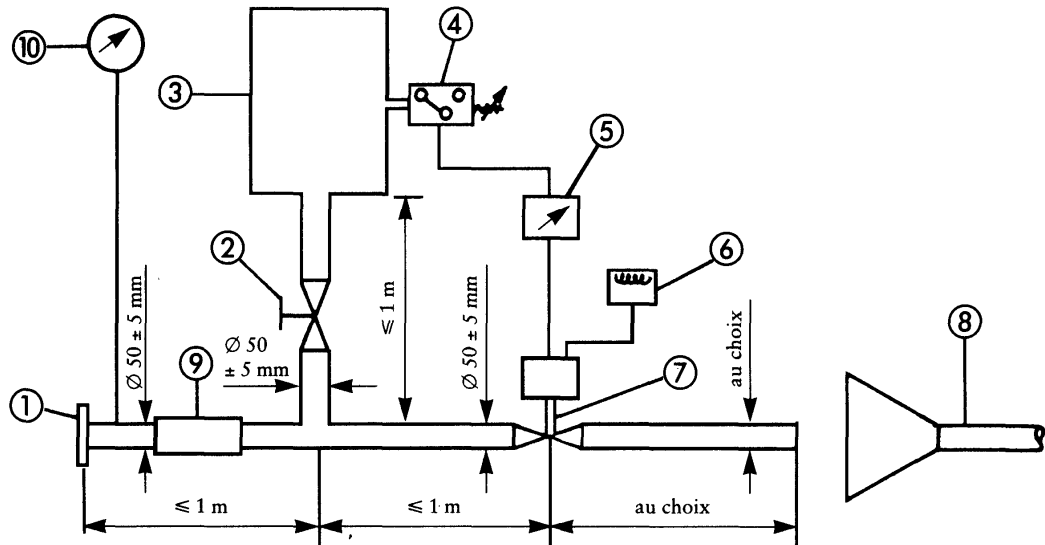 10
4
3
5
2
6
≤ 1 m
Ø 50 ± 5 mm
Ø 50
± 5 mm
Ø 50 ± 5 mm
au choix
8
9
7
1
≤ 1 m
≤ 1 m
au choix